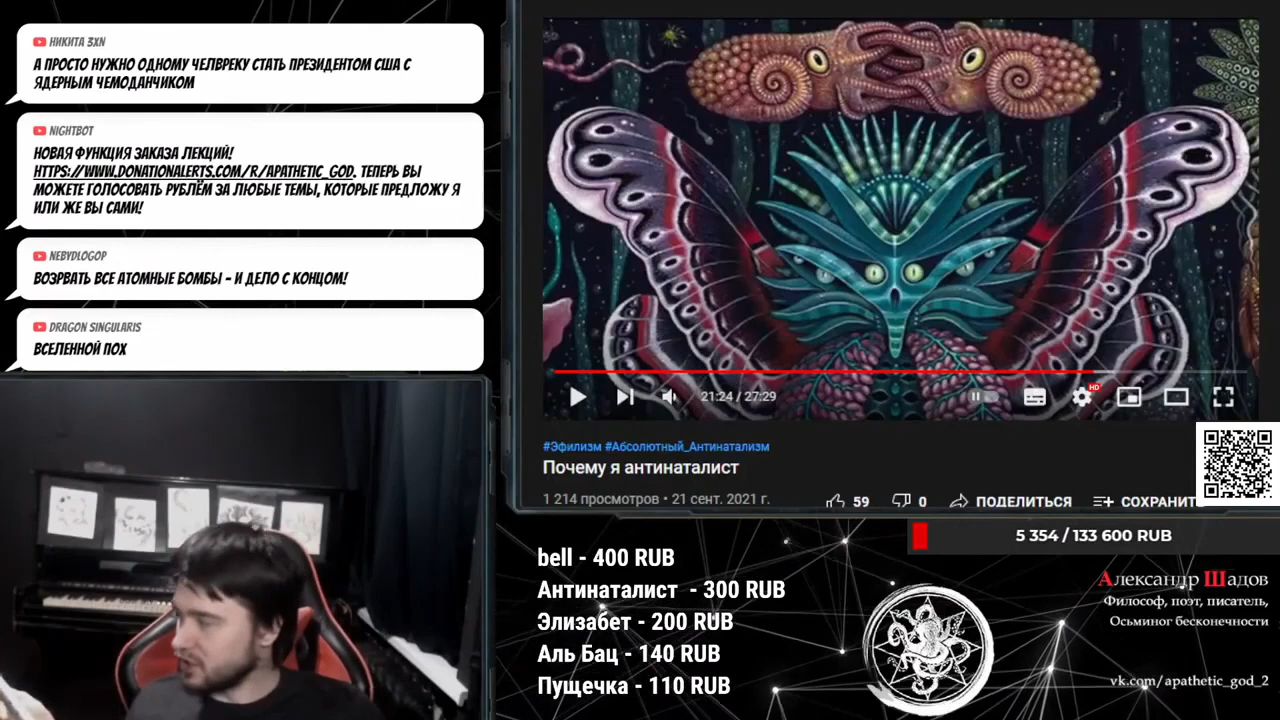 НИКИТА ЗХN
А ПРОСТО НУЖНО ОДНОМУ ЧЕЛВРЕКУ СТАТЬ ПРЕЗИДЕНТОМ США С
ЯДЕРНЫМ ЧЕМОДАНЧИКОМ
NIGHTBOT
НОВАЯ ФУНКЦИЯ ЗАКАЗА ЛЕКЦИЙ!
HTTPS://WWW.DONATIONALERTS.COM/R/APATHETIC_GOD. ТЕПЕРЬ ВЫ
МОЖЕТЕ ГОЛОСОВАТЬ РУБЛЁМ ЗА ЛЮБЫЕ ТЕМЫ, КОТОРЫЕ ПРЕДЛОЖУ Я
ИЛИ ЖЕ ВЫ САМИ!
NEBYDLOGOP
ВОЗРВАТЬ ВСЕ АТОМНЫЕ БОМБЫ - И ДЕЛО С КОНЦОМ!
DRAGON SINGULARIS
ВСЕЛЕННОЙ ПОХ
21:24 / 27:29
HD
#Эфилизм #Абсолютный_Антинатализм
Почему я антинаталист
1 214 просмотров • 21 сент. 2021 г.
59
0
ПОДЕЛИТЬСЯ
СОХРАНИТЬ
5 354 / 133 600 RUB
bell - 400 RUB
Антинаталист - 300 RUB
Элизабет - 200 RUB
Аль Бац - 140 RUB
Пущечка - 110 RUB
Александр Шадов
Философ, поэт, писатель,
Осьминог бесконечности
vk.com/apathetic_god_2